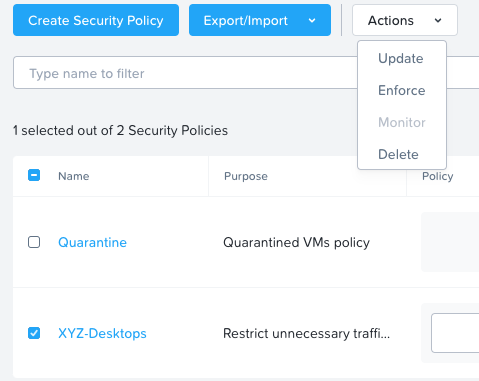 Create Security Policy
Export/Import
Actions
Update
Enforce
Monitor
Delete
Type name to filter
1 selected out of 2 Security Policies
Name Purpose Policy
Quarantine Quarantined VMs policy
XYZ-Desktops Restrict unnecessary traffi...